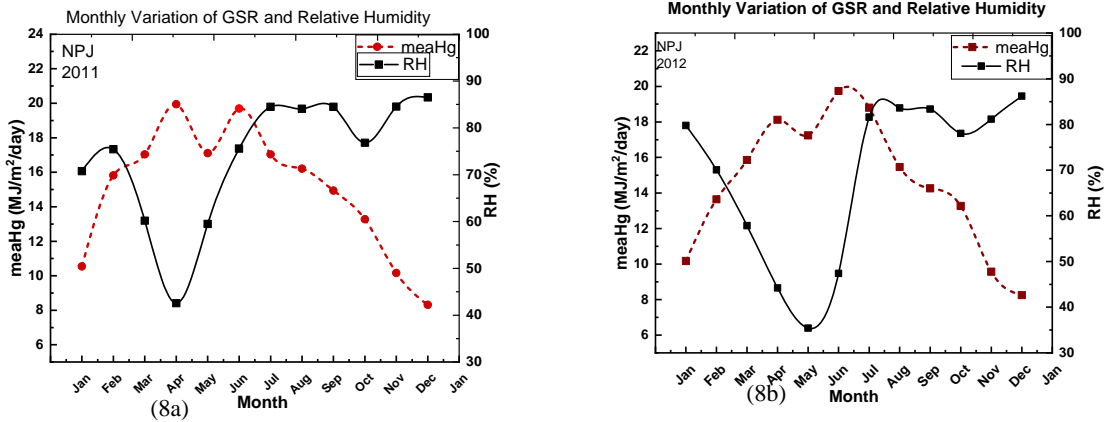 Monthly Variation of GSR and Relative Humidity
NPJ
2011
meaHg
RH
24
22
20
18
16
14
12
10
8
6
meaHg (MJ/m²/day)
100
90
80
70
60
50
40
30
RH (%)
Jan Feb Mar Apr May Jun Jul Aug Sep Oct Nov Dec Jan
Month
(8a)
Monthly Variation of GSR and Relative Humidity
NPJ
2012
meaHg
RH
22
20
18
16
14
12
10
8
6
meaHg (MJ/m²/day)
100
90
80
70
60
50
40
30
RH (%)
Jan Feb Mar Apr May Jun Jul Aug Sep Oct Nov Dec Jan
Month
(8b)